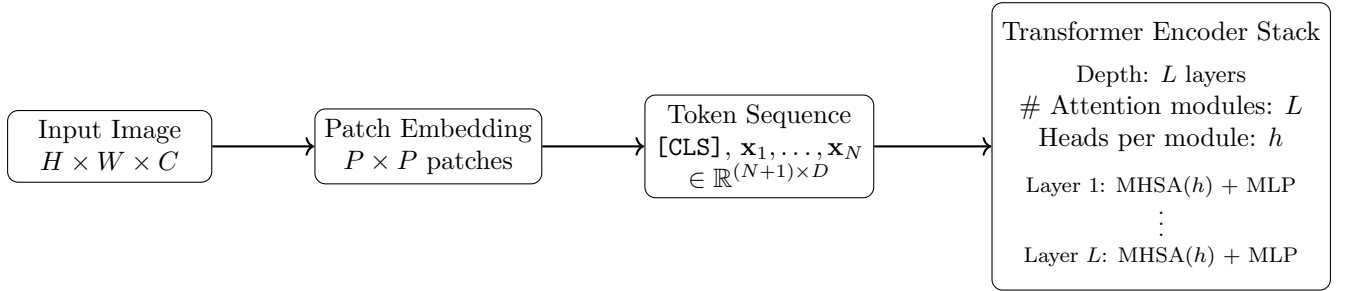 Input Image
H × W × C
Patch Embedding
P × P patches
Token Sequence
[CLS], x₁, . . . , x_N
∈ ℝ^{(N+1)×D}
Transformer Encoder Stack
Depth: L layers
# Attention modules: L
Heads per module: h
Layer 1: MHSA(h) + MLP
⋮
Layer L: MHSA(h) + MLP